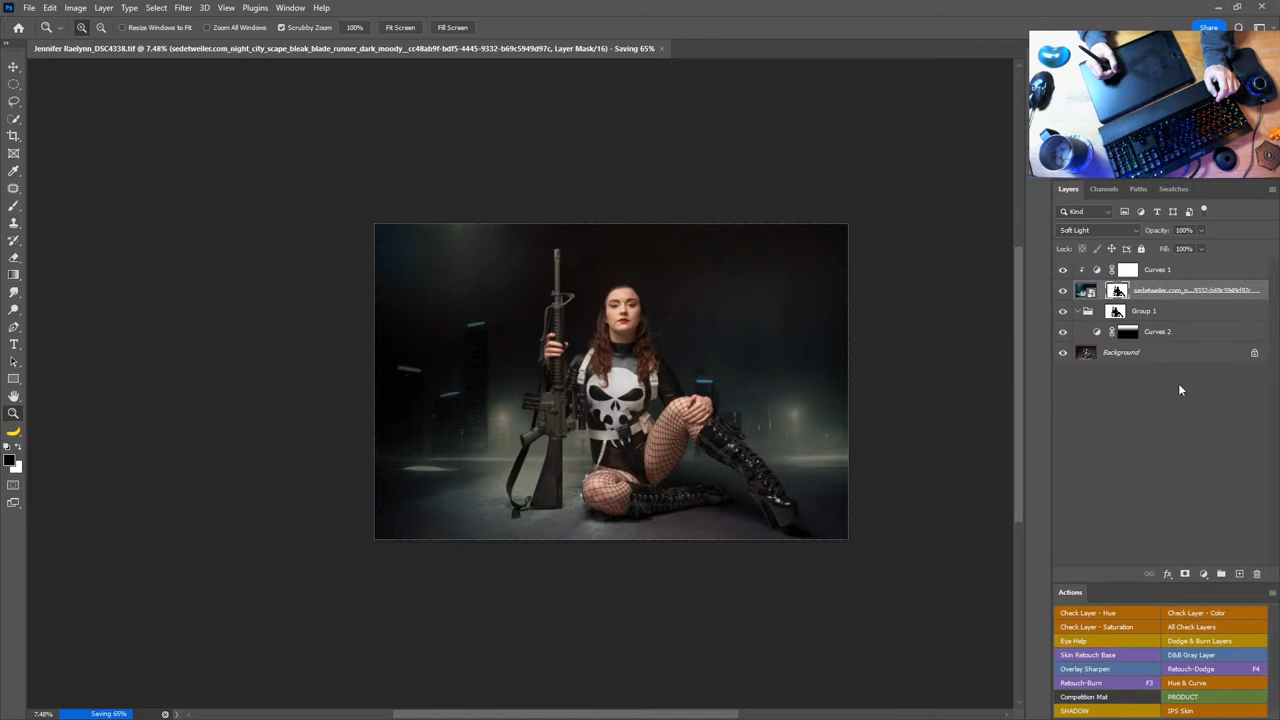 Ps File Edit Image Layer Type Select Filter 3D View Plugins Window Help
Resize Windows to Fit Zoom All Windows Scrubby Zoom 100% Fit Screen Fill Screen Share
Jennifer Raelynn_DSC4338.tif @ 7.48% (sedetweiler.com_night_city_scape_bleak_blade_runner_dark_moody__cc48ab9f-bdf5-4445-9332-b69c5949d97c, Layer Mask/16) - Saving 65%
Layers Channels Paths Swatches
Kind
Soft Light Opacity: 100%
Lock: Fill: 100%
Curves 1
sedetweiler.com_n...9332-b69c5949d97c...
Group 1
Curves 2
Background
Actions
Check Layer - Hue Check Layer - Color
Check Layer - Saturation All Check Layers
Eye Help Dodge & Burn Layers
Skin Retouch Base D&B Gray Layer
Overlay Sharpen Retouch-Dodge F4
Retouch-Burn F3 Hue & Curve
Competition Mat PRODUCT
SHADOW IPS Skin
7.48% Saving 65%